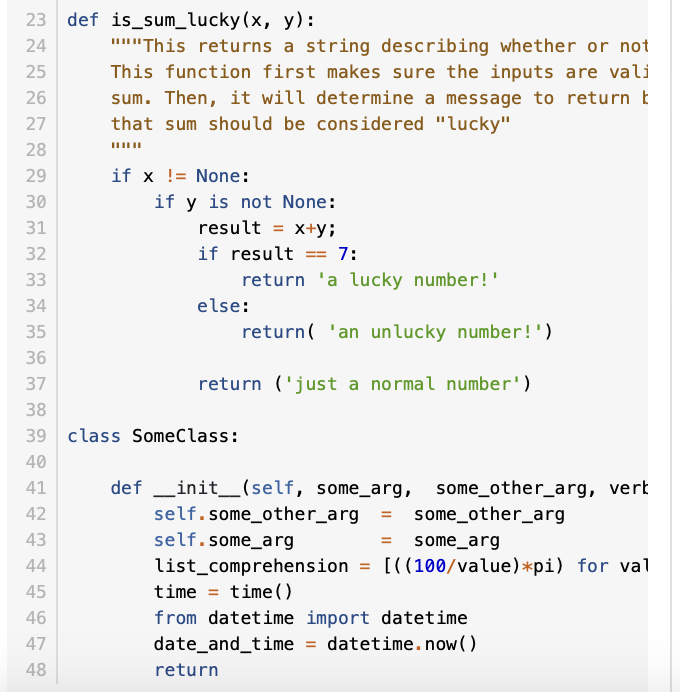 23 def is_sum_lucky(x, y):
24     """This returns a string describing whether or not
25     This function first makes sure the inputs are vali
26     sum. Then, it will determine a message to return b
27     that sum should be considered "lucky"
28     """
29     if x != None:
30         if y is not None:
31             result = x+y;
32             if result == 7:
33                 return 'a lucky number!'
34             else:
35                 return( 'an unlucky number!')
36
37             return ('just a normal number')
38
39 class SomeClass:
40
41     def __init__(self, some_arg,  some_other_arg, verb
42         self.some_other_arg  =  some_other_arg
43         self.some_arg        =  some_arg
44         list_comprehension = [((100/value)*pi) for val
45         time = time()
46         from datetime import datetime
47         date_and_time = datetime.now()
48         return